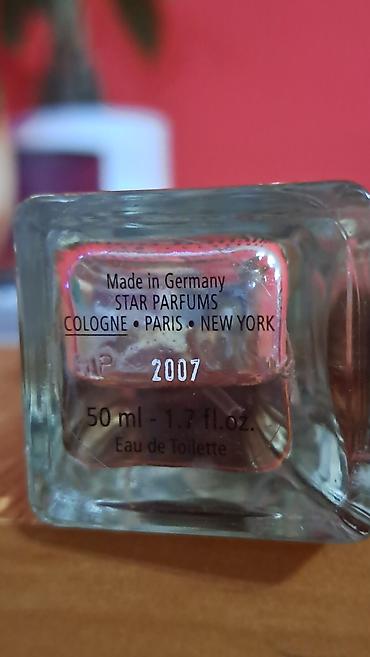 Made in Germany
STAR PARFUMS
COLOGNE • PARIS • NEW YORK
2007
50 ml - 1.7 fl.oz.
Eau de Toilette